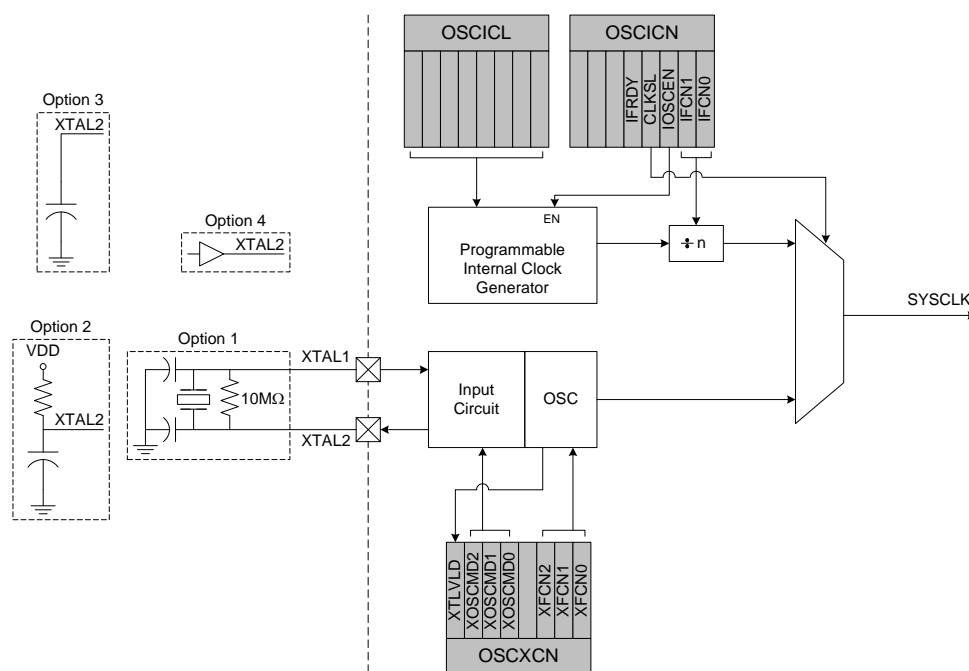 OSCICL
OSCICN
IFRDY
CLKSL
IOSCEN
IFCN1
IFCN0
Option 3
XTAL2
Option 4
XTAL2
EN
Programmable
Internal Clock
Generator
÷ n
SYSCLK
Option 2
VDD
XTAL2
Option 1
10MΩ
XTAL1
XTAL2
Input
Circuit
OSC
XTLVLD
XOSCMD2
XOSCMD1
XOSCMD0
XFCN2
XFCN1
XFCN0
OSCXCN